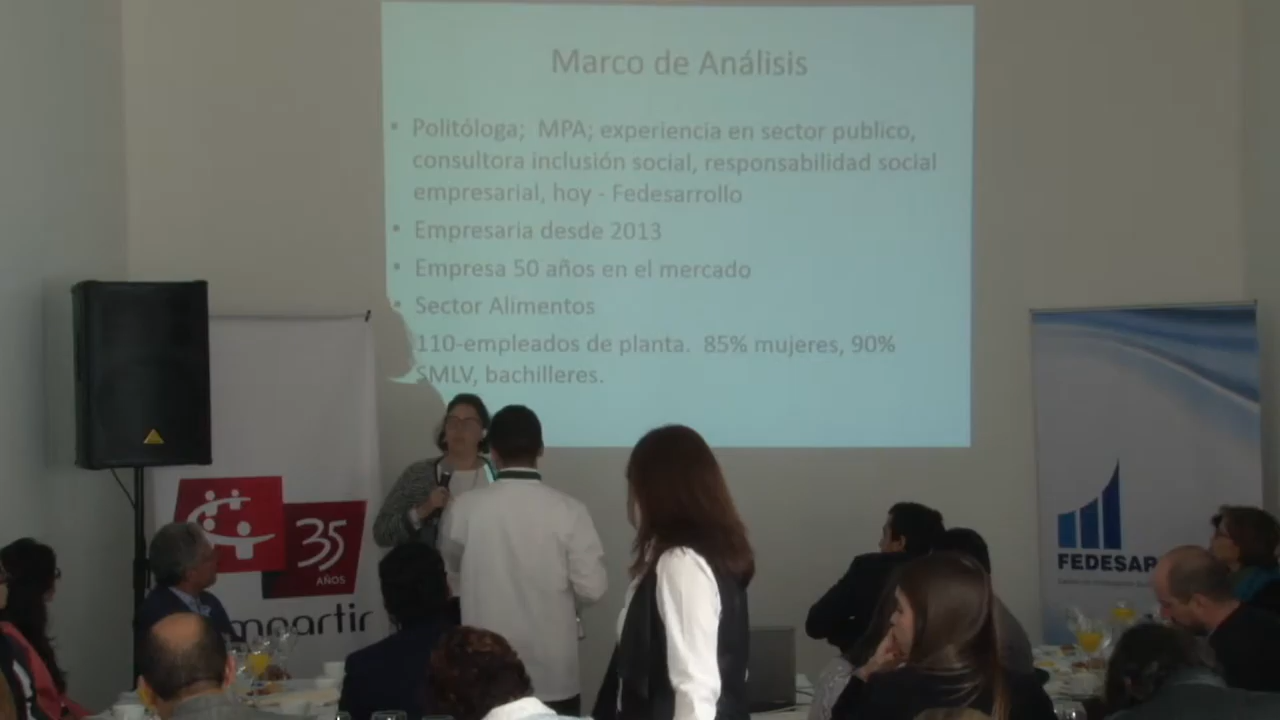 Marco de Análisis
• Politóloga; MPA; experiencia en sector publico,
consultora inclusión social, responsabilidad social
empresarial, hoy - Fedesarrollo
• Empresaria desde 2013
• Empresa 50 años en el mercado
• Sector Alimentos
110-empleados de planta. 85% mujeres, 90%
SMLV, bachilleres.
35
AÑOS
mpartir
FEDESAR